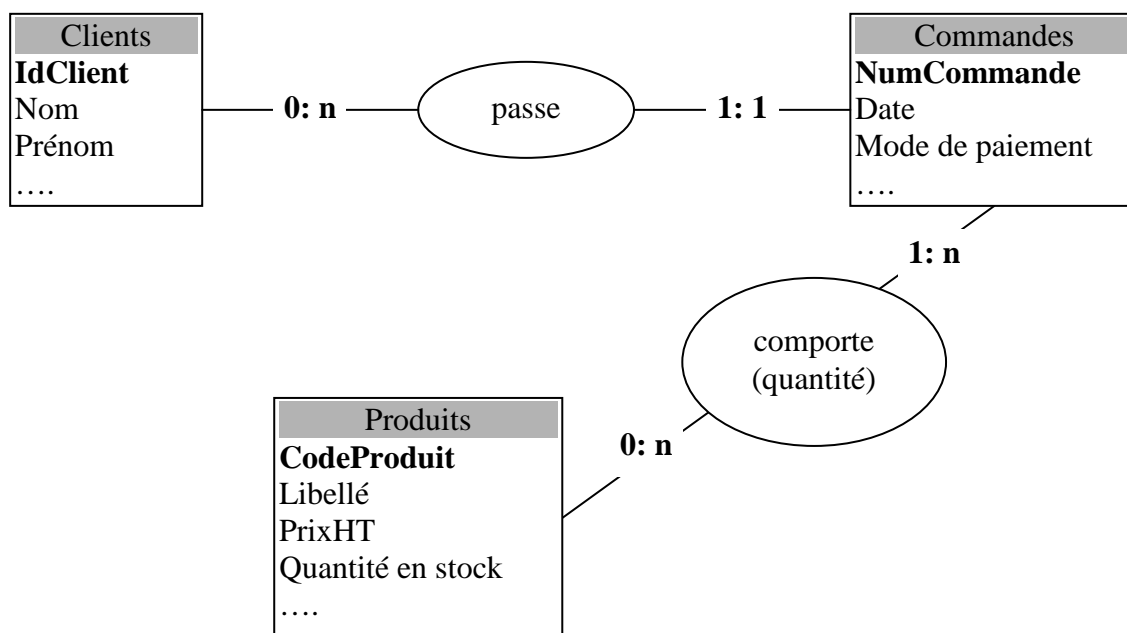 Clients
IdClient
Nom
Prénom
….
0: n
passe
1: 1
Commandes
NumCommande
Date
Mode de paiement
….
1: n
comporte
(quantité)
0: n
Produits
CodeProduit
Libellé
PrixHT
Quantité en stock
….